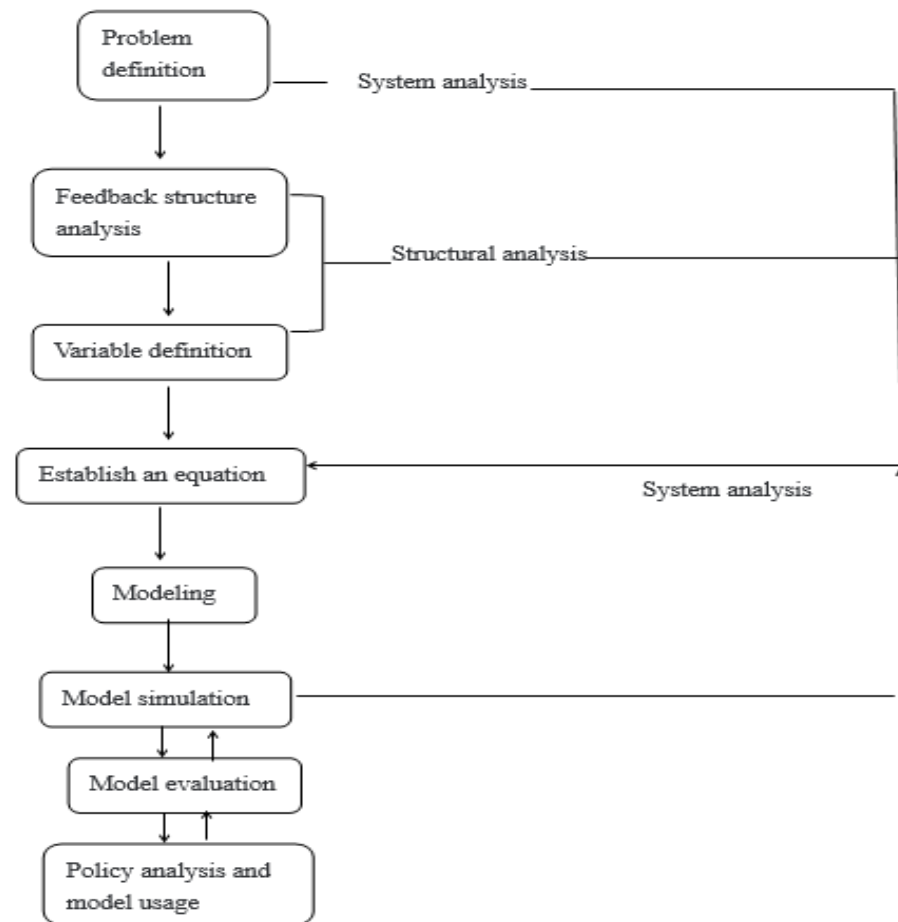 Problem
definition
System analysis
Feedback structure
analysis
Structural analysis
Variable definition
Establish an equation
System analysis
Modeling
Model simulation
Model evaluation
Policy analysis and
model usage